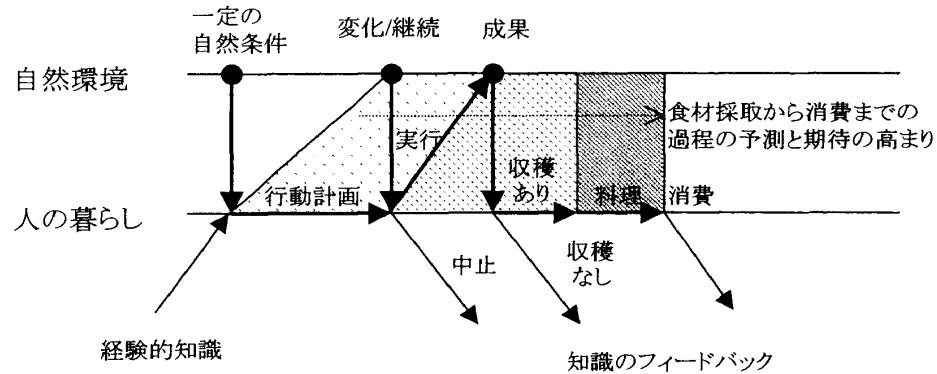 一定の
自然条件
変化/継続
成果
自然環境
実行
食材採取から消費までの
過程の予測と期待の高まり
行動計画
収穫
あり
料理
消費
人の暮らし
中止
収穫
なし
経験的知識
知識のフィードバック